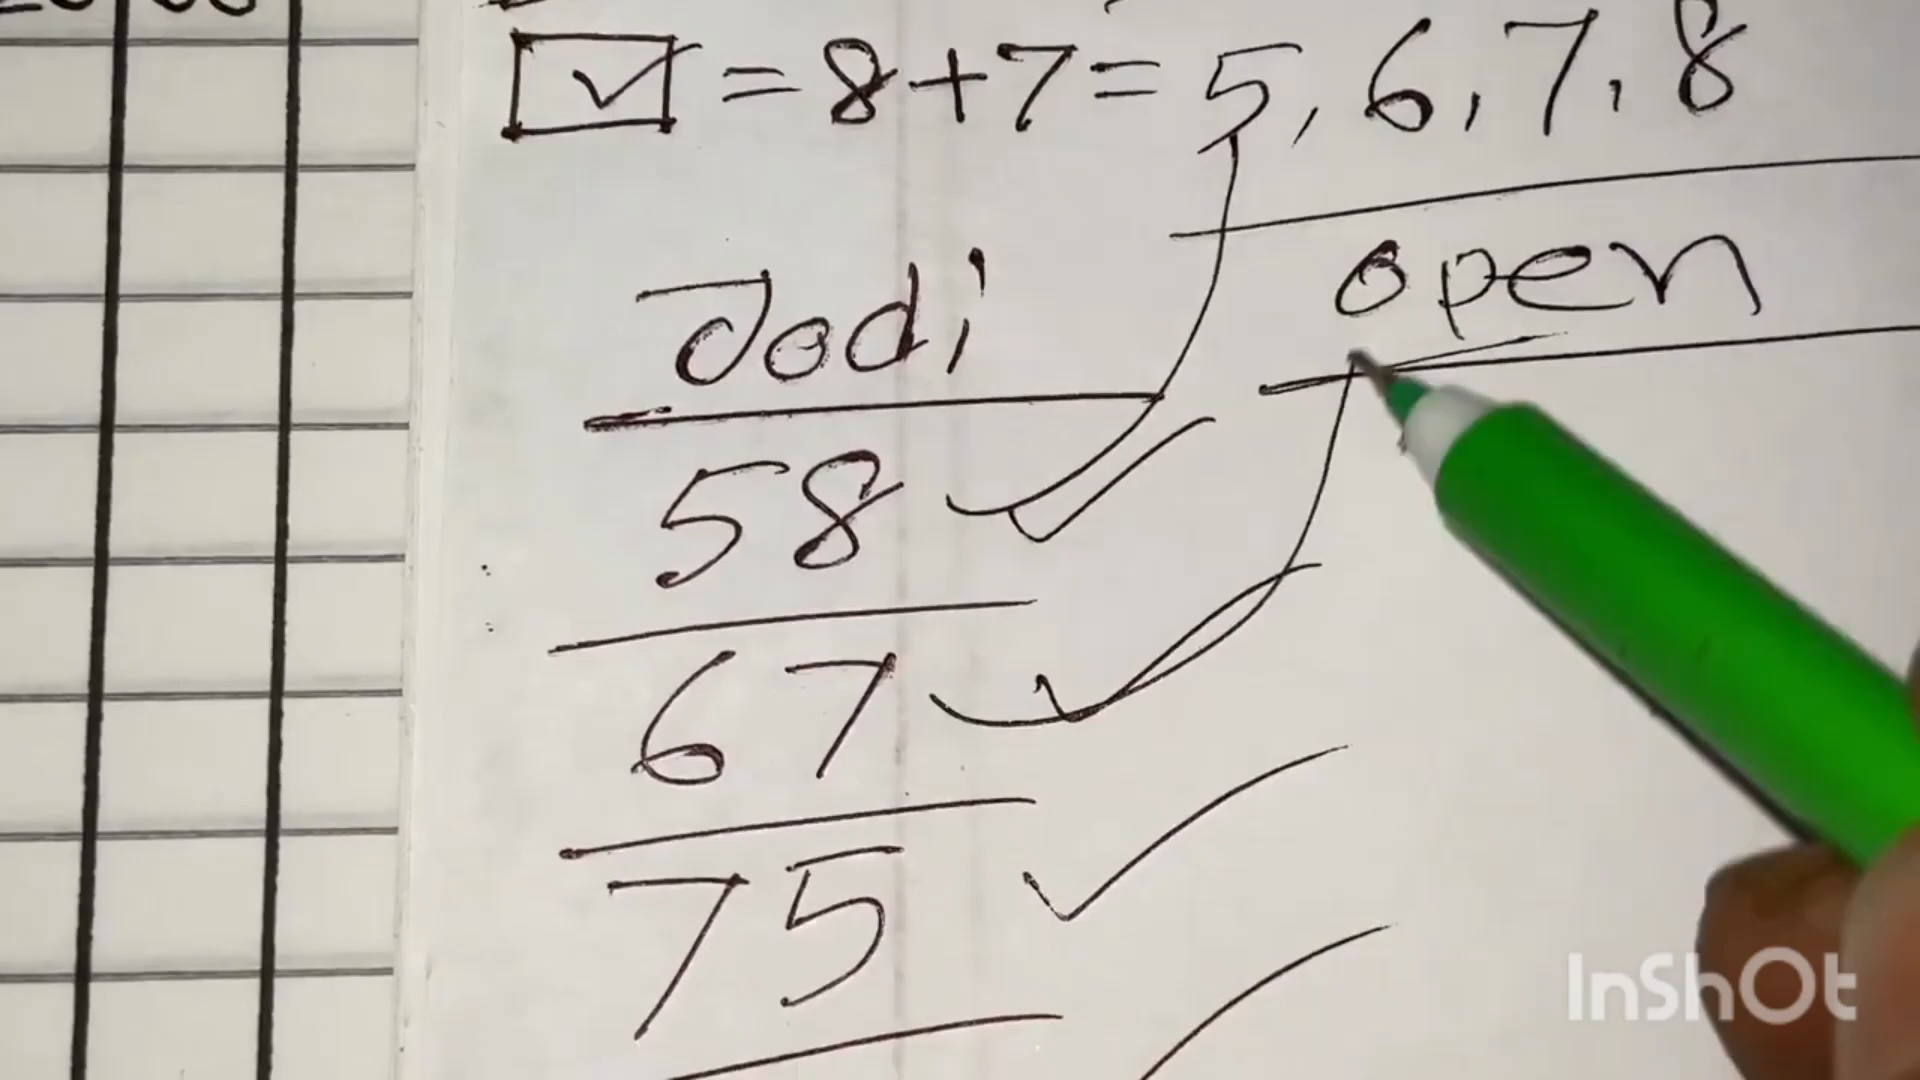 ☑ = 8+7= 5, 6, 7, 8
open
Jodi
58
67
75
InShOt